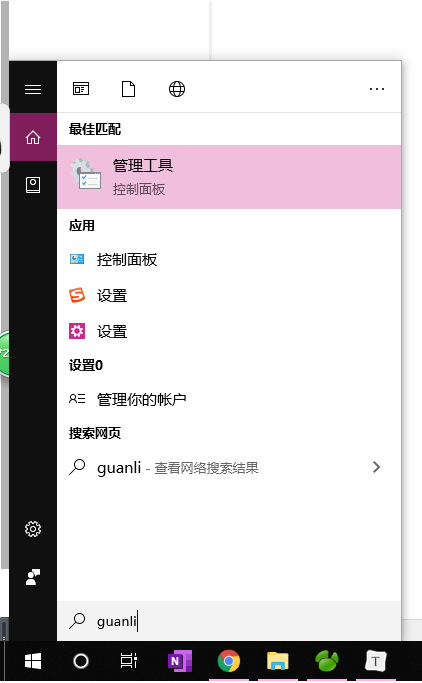 最佳匹配
管理工具
控制面板
应用
控制面板
设置
设置
设置0
管理你的帐户
搜索网页
guanli - 查看网络搜索结果
72
guanli
N
T